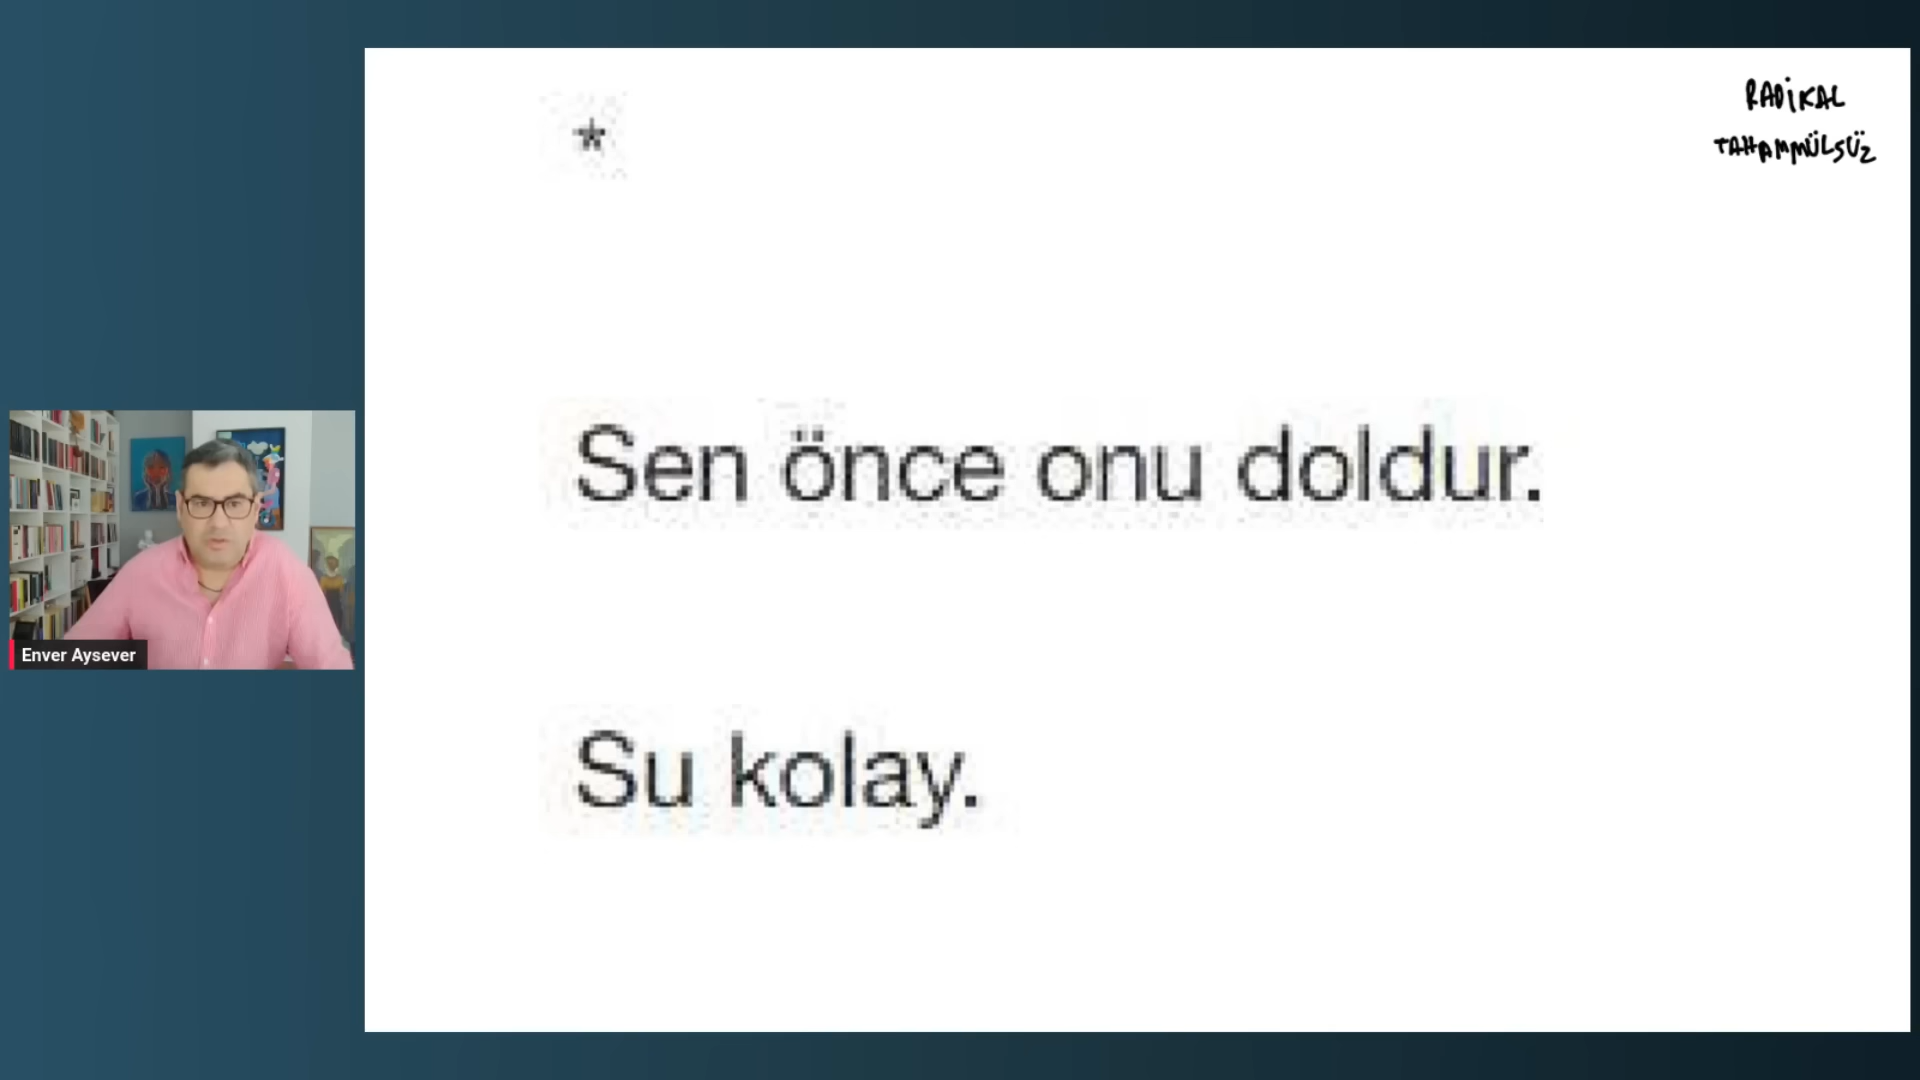 *
RADİKAL
TAHAMMÜLSÜZ
Sen önce onu doldur.
Su kolay.
Enver Aysever